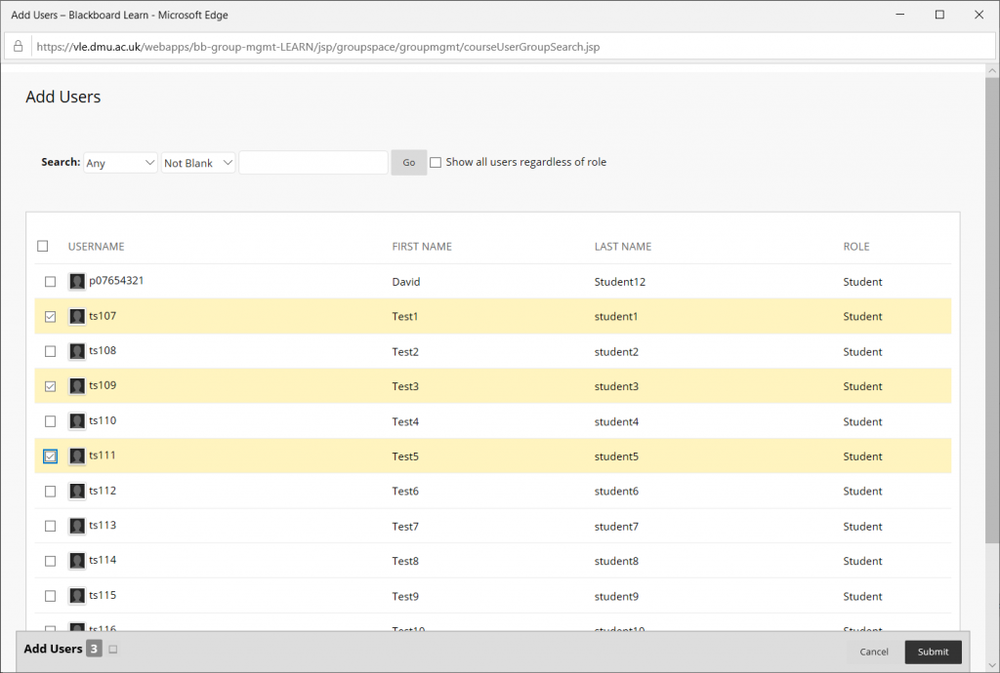 Add Users – Blackboard Learn - Microsoft Edge
https://vle.dmu.ac.uk/webapps/bb-group-mgmt-LEARN/jsp/groupspace/groupmgmt/courseUserGroupSearch.jsp
Add Users
Search: Any Not Blank Go Show all users regardless of role
USERNAME FIRST NAME LAST NAME ROLE
p07654321 David Student12 Student
ts107 Test1 student1 Student
ts108 Test2 student2 Student
ts109 Test3 student3 Student
ts110 Test4 student4 Student
ts111 Test5 student5 Student
ts112 Test6 student6 Student
ts113 Test7 student7 Student
ts114 Test8 student8 Student
ts115 Test9 student9 Student
ts116 Test10 student10 Student
Add Users 3 Cancel Submit